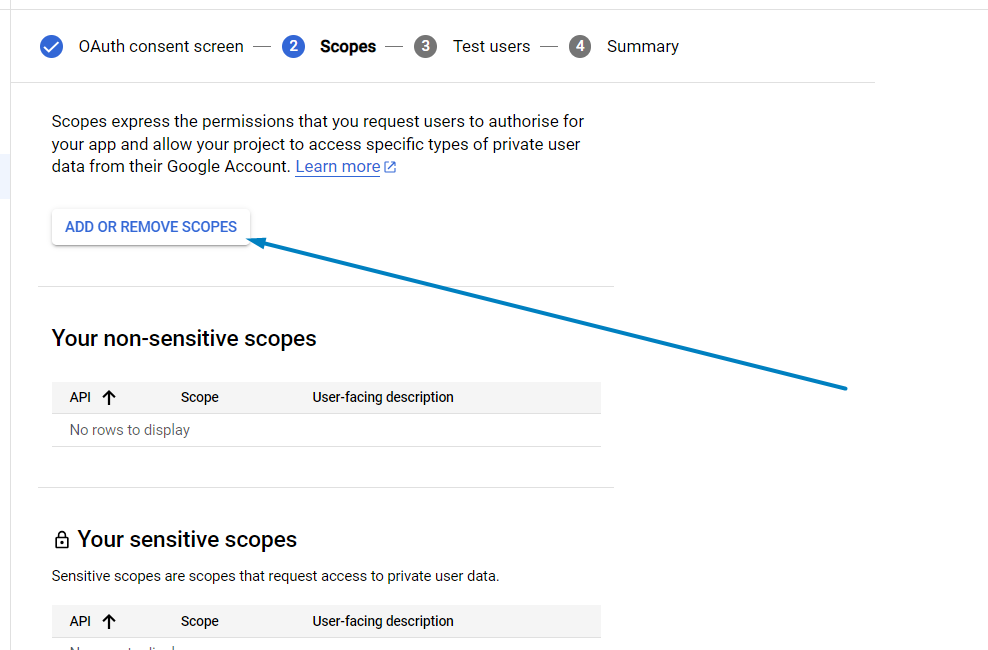 OAuth consent screen — 2 Scopes — 3 Test users — 4 Summary
Scopes express the permissions that you request users to authorise for
your app and allow your project to access specific types of private user
data from their Google Account. Learn more
ADD OR REMOVE SCOPES
Your non-sensitive scopes
API Scope User-facing description
No rows to display
Your sensitive scopes
Sensitive scopes are scopes that request access to private user data.
API Scope User-facing description